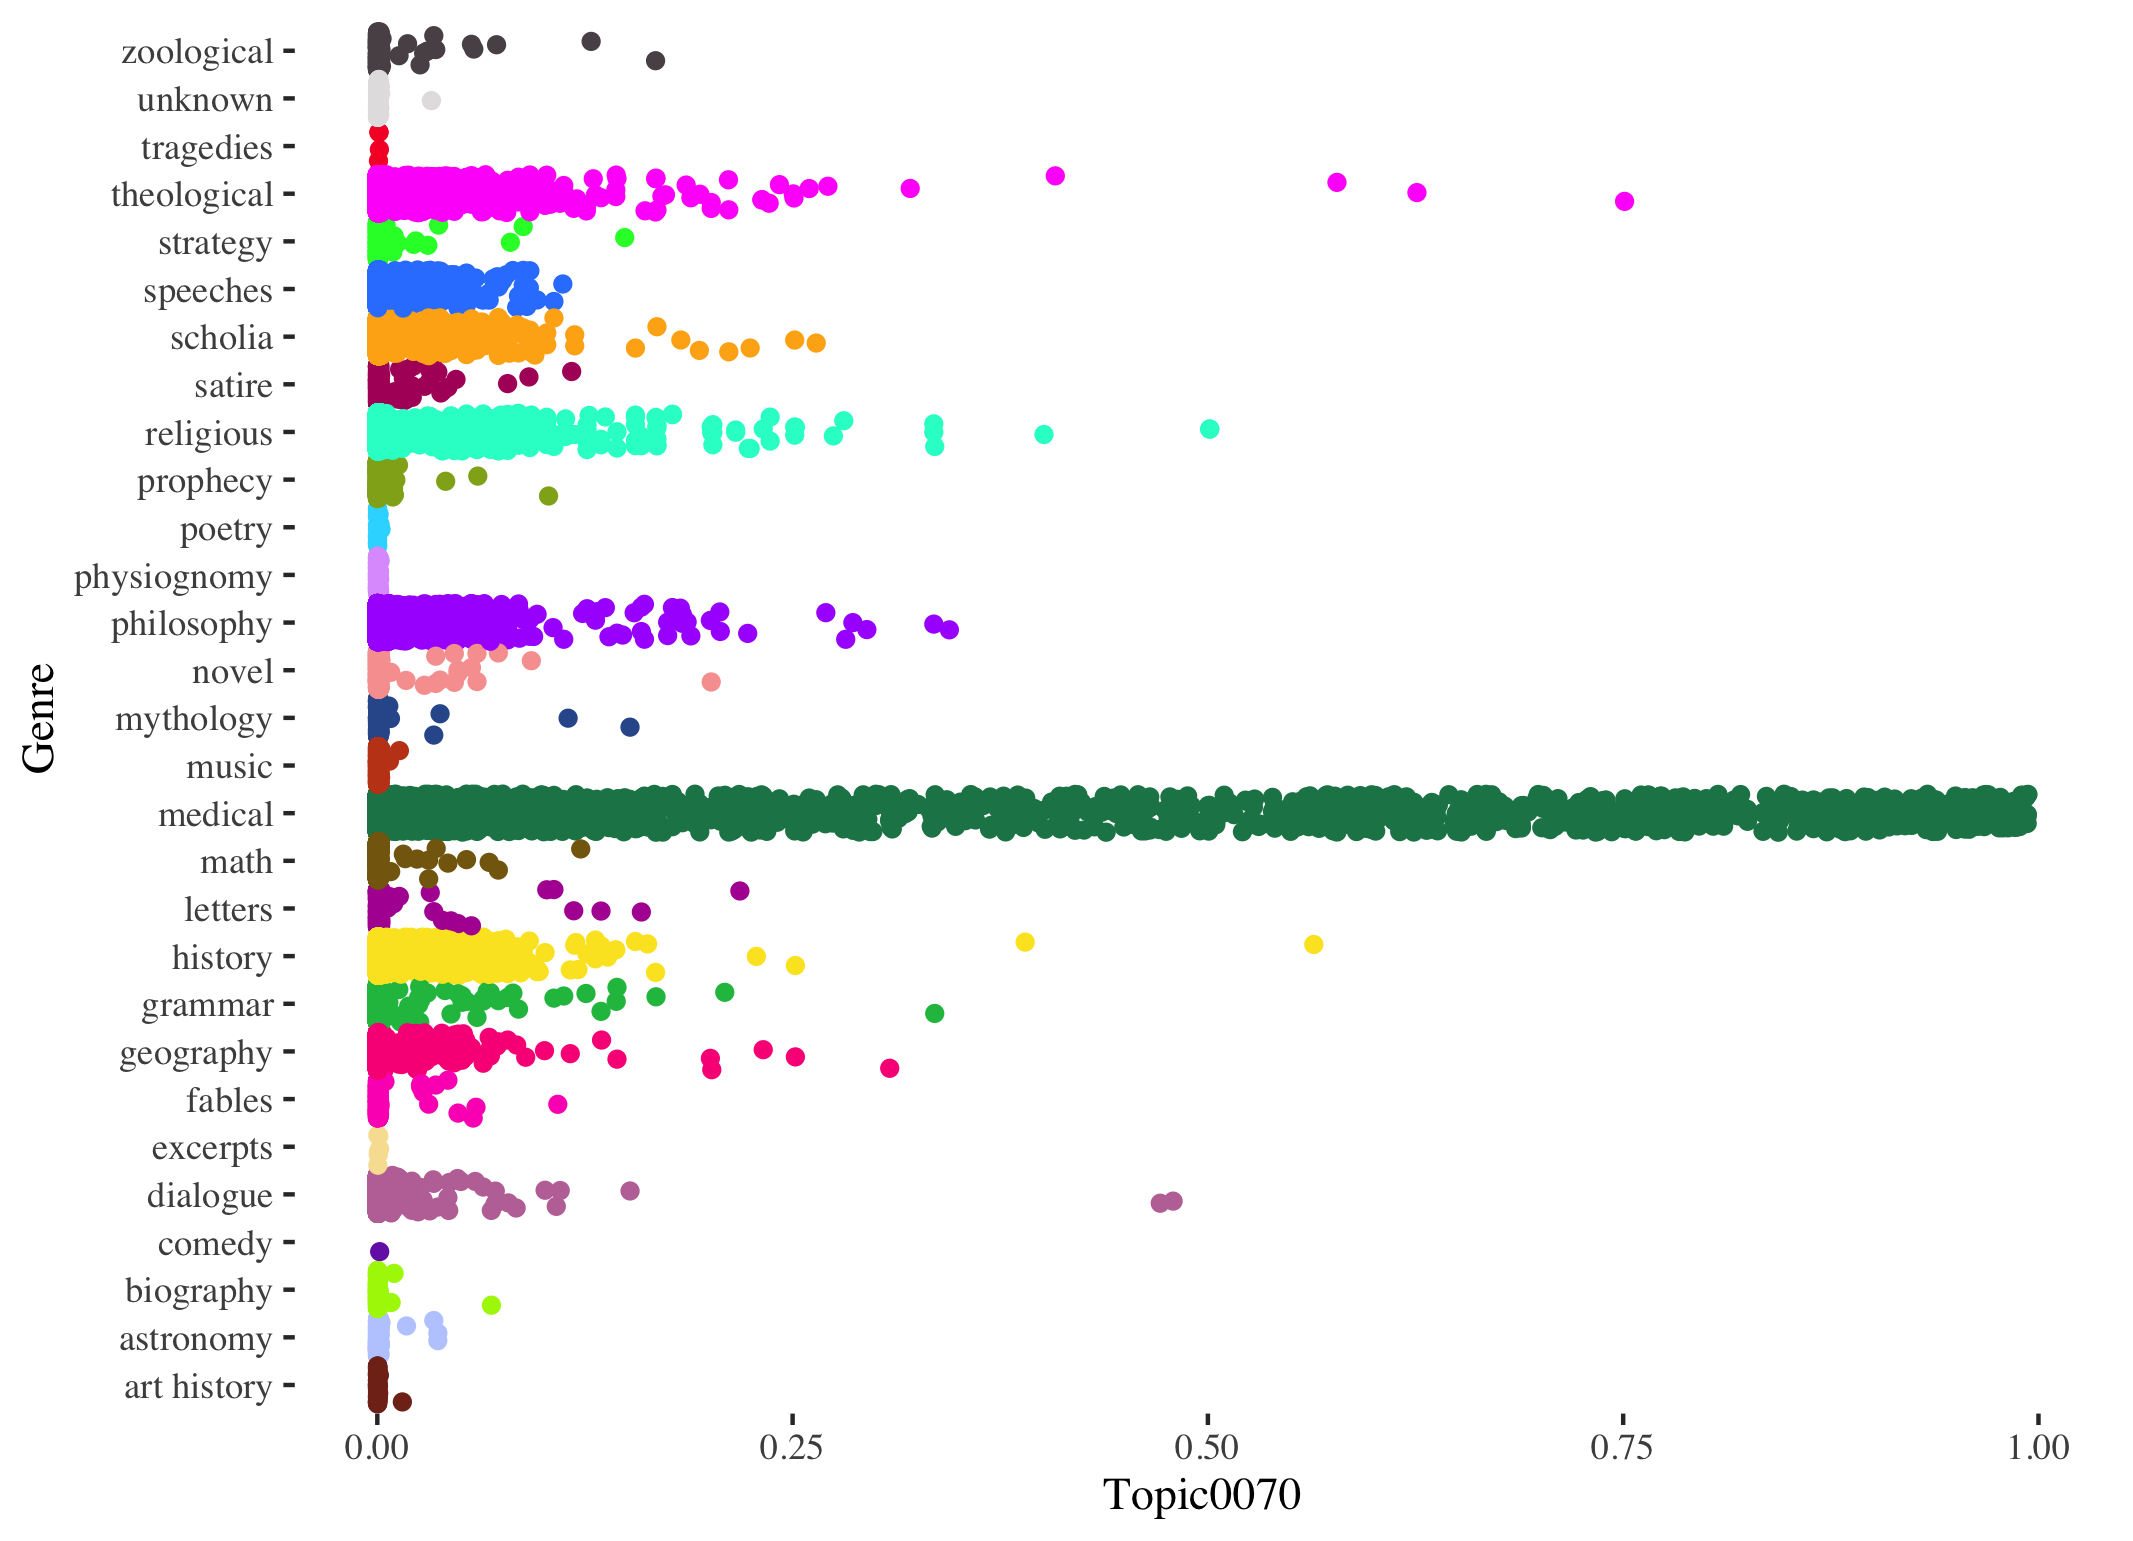 zoological
unknown
tragedies
theological
strategy
speeches
scholia
satire
religious
prophecy
poetry
physiognomy
philosophy
novel
mythology
music
medical
math
letters
history
grammar
geography
fables
excerpts
dialogue
comedy
biography
astronomy
art history
Genre
0.00 0.25 0.50 0.75 1.00
Topic0070